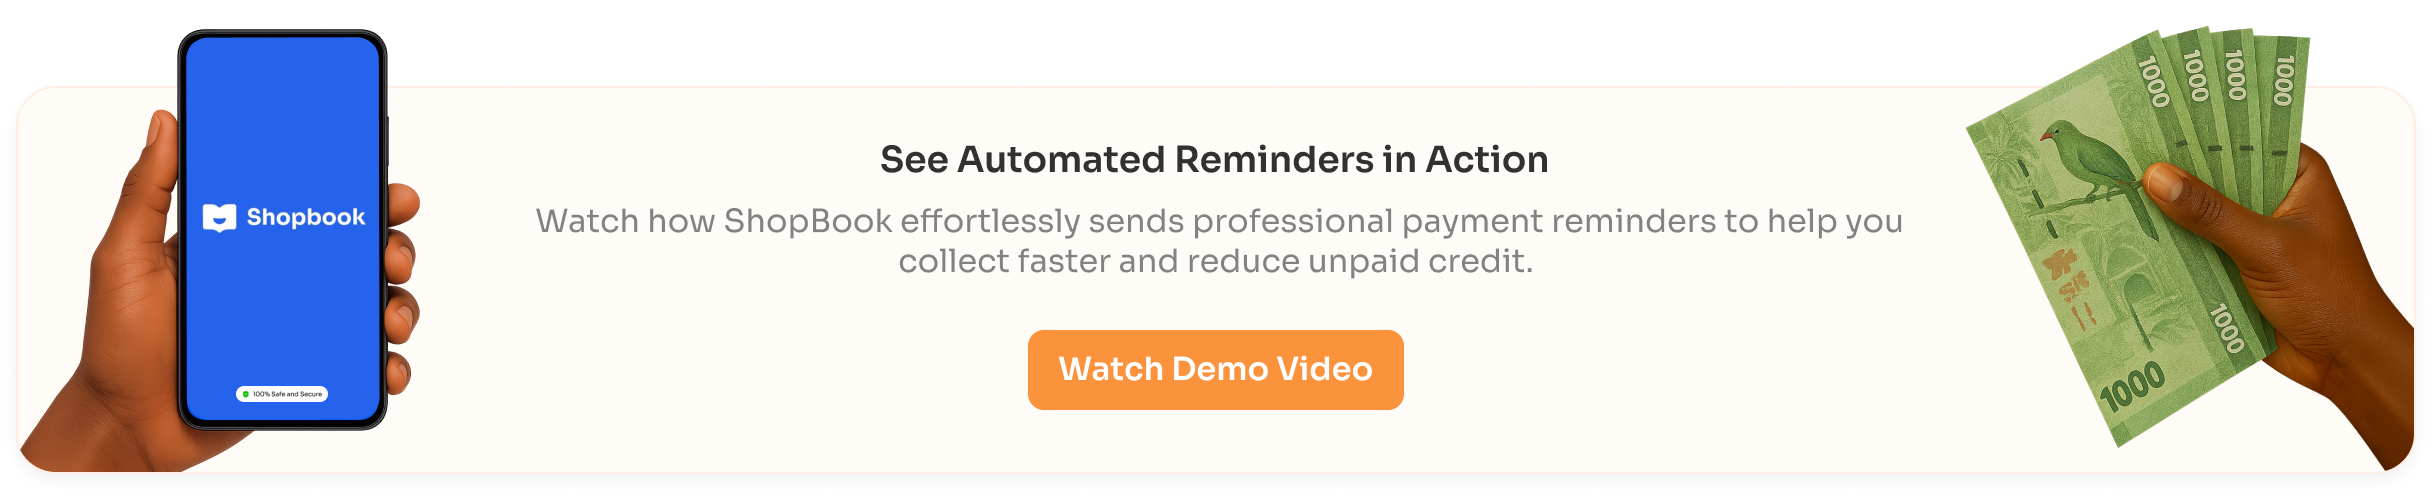 Shopbook
100% Safe and Secure
See Automated Reminders in Action
Watch how ShopBook effortlessly sends professional payment reminders to help you
collect faster and reduce unpaid credit.
Watch Demo Video
1000
1000
1000
1000
1000
1000